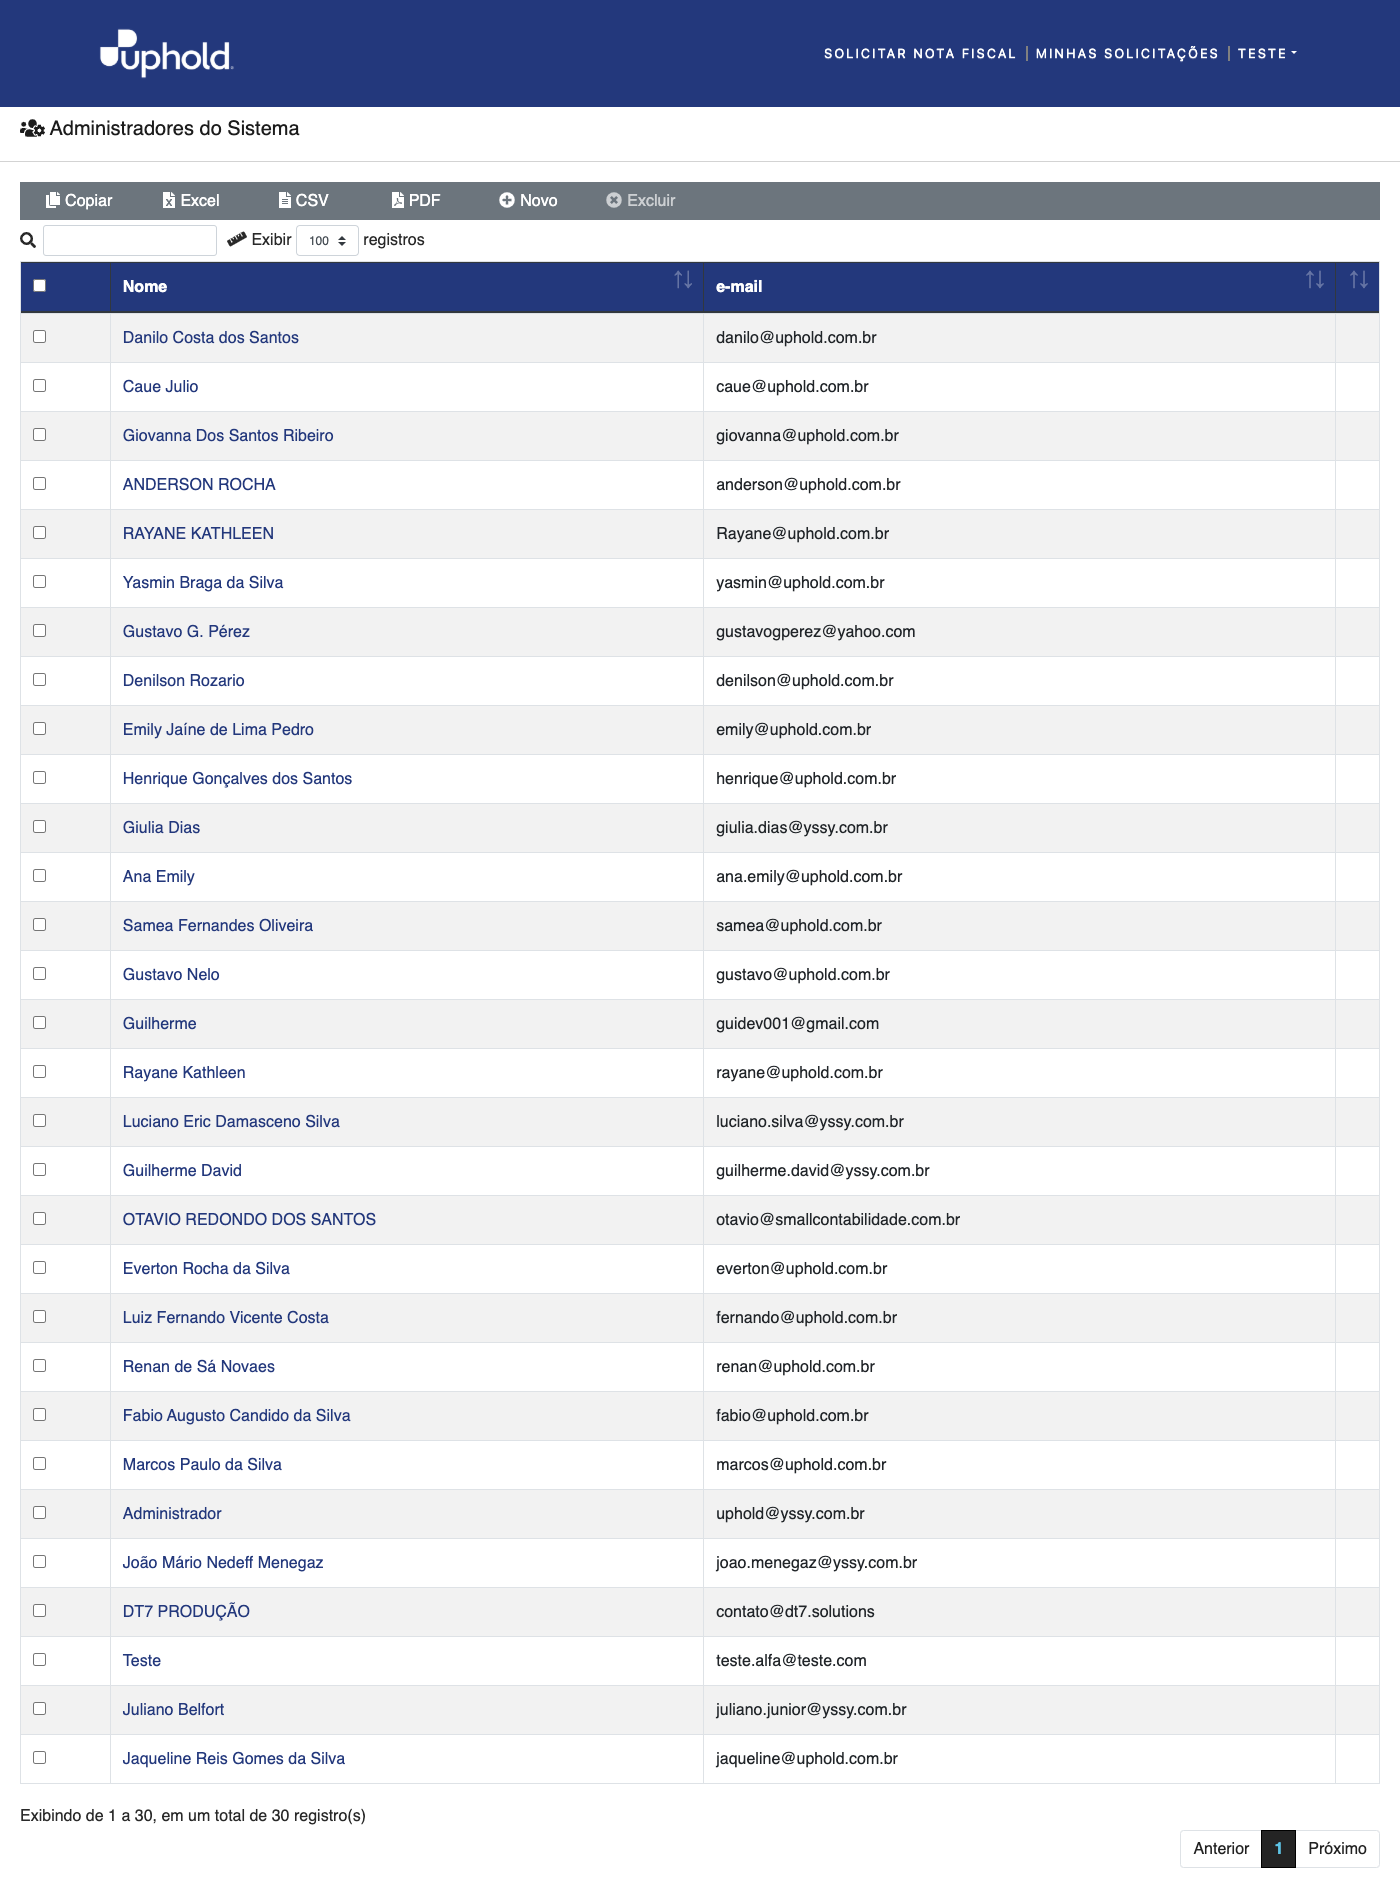 uphold
SOLICITAR NOTA FISCAL | MINHAS SOLICITAÇÕES | TESTE
Administradores do Sistema
Copiar Excel CSV PDF Novo Excluir
Exibir 100 registros
Nome e-mail
Danilo Costa dos Santos danilo@uphold.com.br
Caue Julio caue@uphold.com.br
Giovanna Dos Santos Ribeiro giovanna@uphold.com.br
ANDERSON ROCHA anderson@uphold.com.br
RAYANE KATHLEEN Rayane@uphold.com.br
Yasmin Braga da Silva yasmin@uphold.com.br
Gustavo G. Pérez gustavogperez@yahoo.com
Denilson Rozario denilson@uphold.com.br
Emily Jaíne de Lima Pedro emily@uphold.com.br
Henrique Gonçalves dos Santos henrique@uphold.com.br
Giulia Dias giulia.dias@yssy.com.br
Ana Emily ana.emily@uphold.com.br
Samea Fernandes Oliveira samea@uphold.com.br
Gustavo Nelo gustavo@uphold.com.br
Guilherme guidev001@gmail.com
Rayane Kathleen rayane@uphold.com.br
Luciano Eric Damasceno Silva luciano.silva@yssy.com.br
Guilherme David guilherme.david@yssy.com.br
OTAVIO REDONDO DOS SANTOS otavio@smallcontabilidade.com.br
Everton Rocha da Silva everton@uphold.com.br
Luiz Fernando Vicente Costa fernando@uphold.com.br
Renan de Sá Novaes renan@uphold.com.br
Fabio Augusto Candido da Silva fabio@uphold.com.br
Marcos Paulo da Silva marcos@uphold.com.br
Administrador uphold@yssy.com.br
João Mário Nedeff Menegaz joao.menegaz@yssy.com.br
DT7 PRODUÇÃO contato@dt7.solutions
Teste teste.alfa@teste.com
Juliano Belfort juliano.junior@yssy.com.br
Jaqueline Reis Gomes da Silva jaqueline@uphold.com.br
Exibindo de 1 a 30, em um total de 30 registro(s)
Anterior 1 Próximo